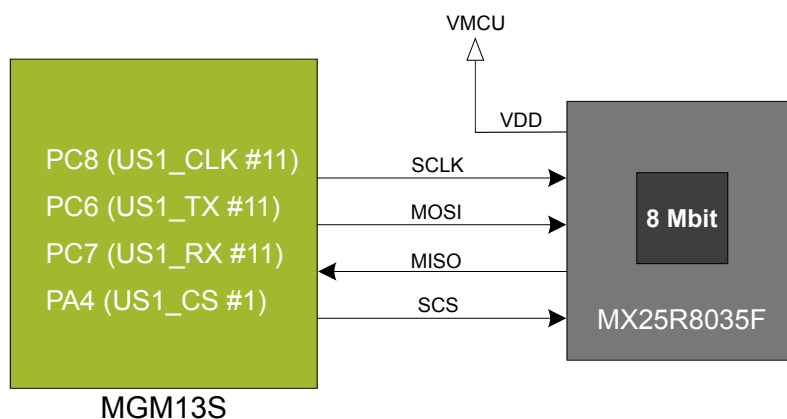 VMCU
VDD
PC8 (US1_CLK #11)
SCLK
PC6 (US1_TX #11)
MOSI
8 Mbit
PC7 (US1_RX #11)
MISO
PA4 (US1_CS #1)
SCS
MX25R8035F
MGM13S